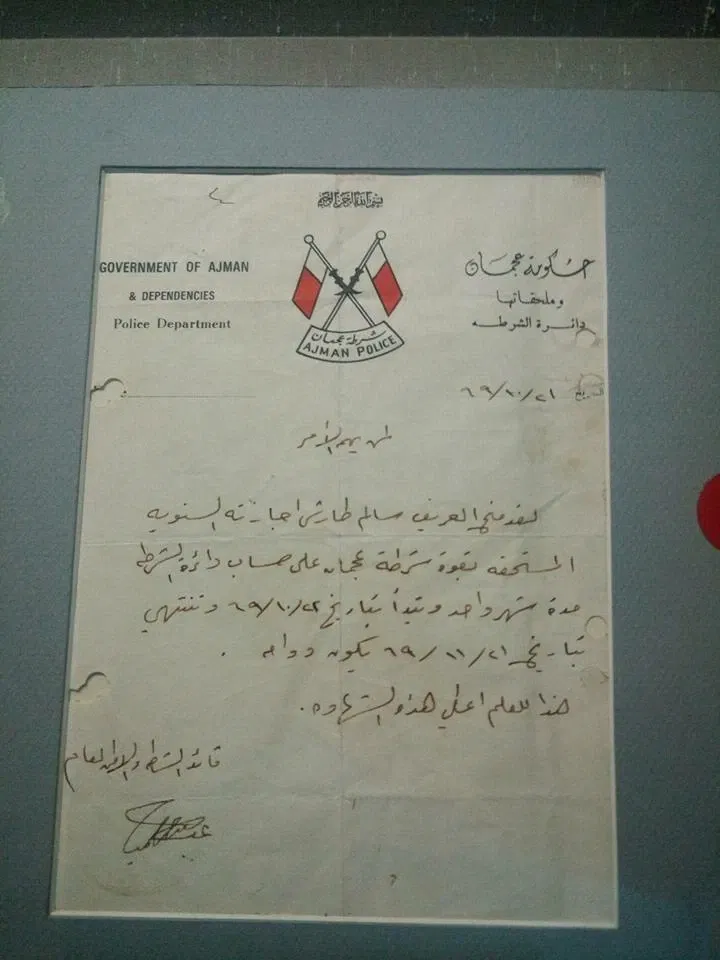 بسم الله الرحمن الرحيم
GOVERNMENT OF AJMAN
& DEPENDENCIES
Police Department
حكومة عجمان
وملحقاتها
دائرة الشرطه
شرطة عجمان
AJMAN POLICE
٦٩/١٠/٢١
لمن يهمه الأمر
لقد منح العريف سالم طارش اجازته السنويه
المستحقه بقوة شرطة عجمان على حساب دائرة الشرطه
مدة شهر واحد وتبدأ بتاريخ ٦٩/١٠/٢٢ وتنتهي
بتاريخ ٦٩/١١/٢١ يكون دوامه .
هذا للعلم اعطي هذه الشهاده .
قائد الشرطه والامن العام